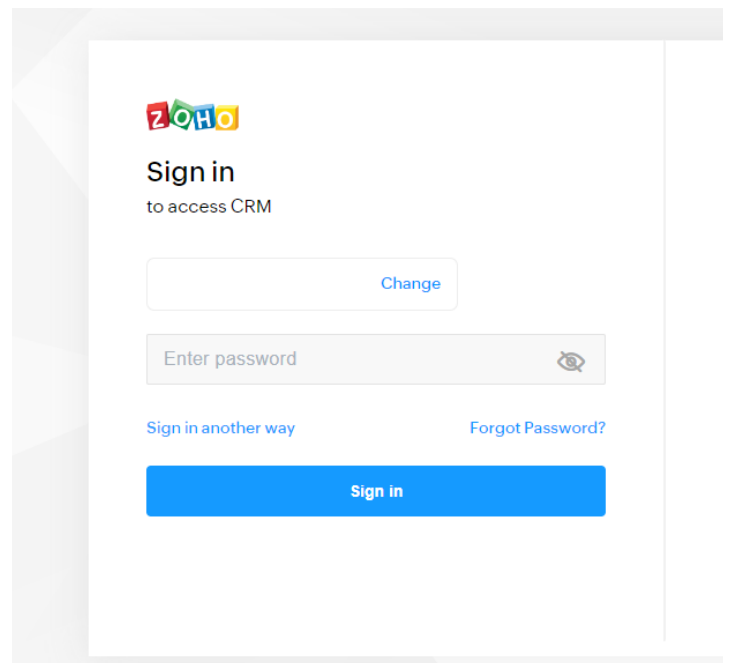 ZOHO
Sign in
to access CRM
Change
Enter password
Sign in another way Forgot Password?
Sign in